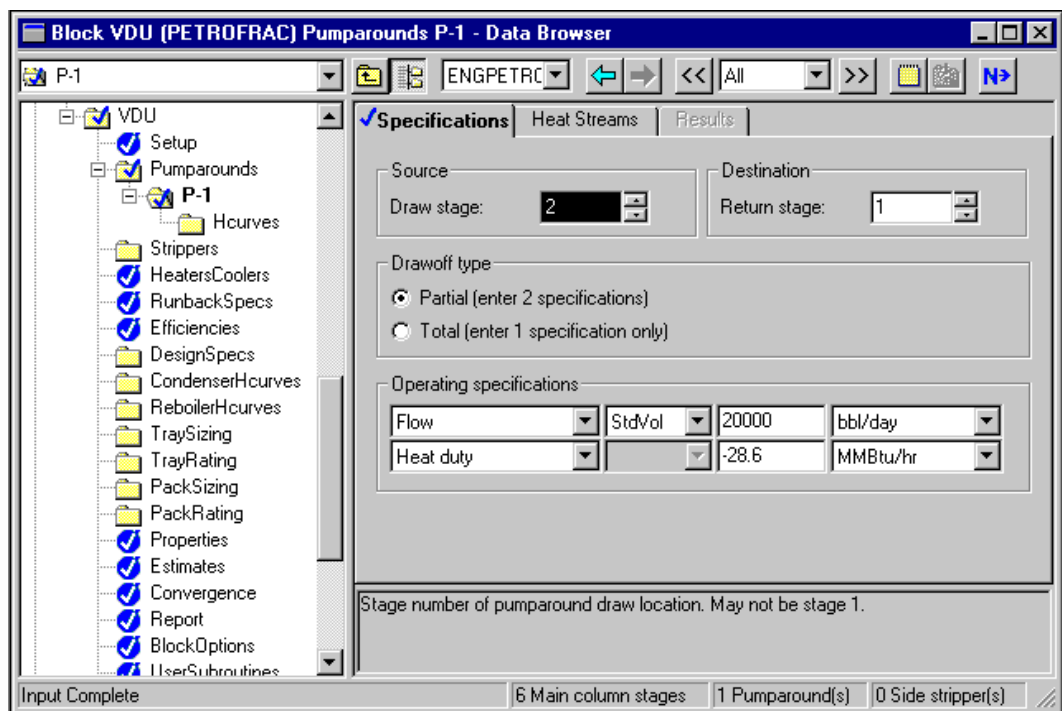 Block VDU (PETROFRAC) Pumparounds P-1 - Data Browser
P-1
ENGPETRC
<<
All
>>
N
VDU
Setup
Pumparounds
P-1
Hcurves
Strippers
HeatersCoolers
RunbackSpecs
Efficiencies
DesignSpecs
CondenserHcurves
ReboilerHcurves
TraySizing
TrayRating
PackSizing
PackRating
Properties
Estimates
Convergence
Report
BlockOptions
UserSubroutines
Specifications Heat Streams Results
Source
Draw stage: 2
Destination
Return stage: 1
Drawoff type
Partial (enter 2 specifications)
Total (enter 1 specification only)
Operating specifications
Flow StdVol 20000 bbl/day
Heat duty -28.6 MMBtu/hr
Stage number of pumparound draw location. May not be stage 1.
Input Complete 6 Main column stages 1 Pumparound(s) 0 Side stripper(s)